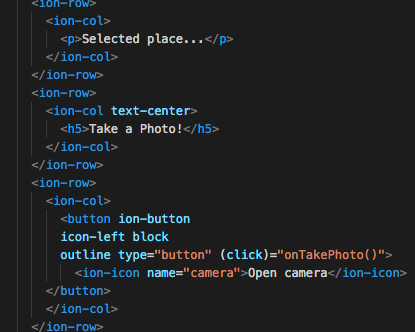 <ion-row>
<ion-col>
<p>Selected place...</p>
</ion-col>
</ion-row>
<ion-row>
<ion-col text-center>
<h5>Take a Photo!</h5>
</ion-col>
</ion-row>
<ion-row>
<ion-col>
<button ion-button
icon-left block
outline type="button" (click)="onTakePhoto()">
<ion-icon name="camera">Open camera</ion-icon>
</button>
</ion-col>
</ion-row>